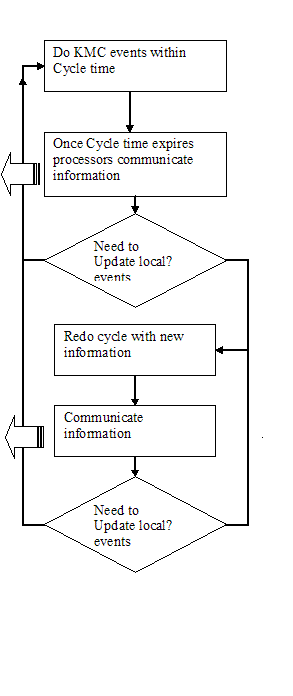 Do KMC events within
Cycle time
Once Cycle time expires
processors communicate
information
Need to
Update local?
events
Redo cycle with new
information
Communicate
information
Need to
Update local?
events